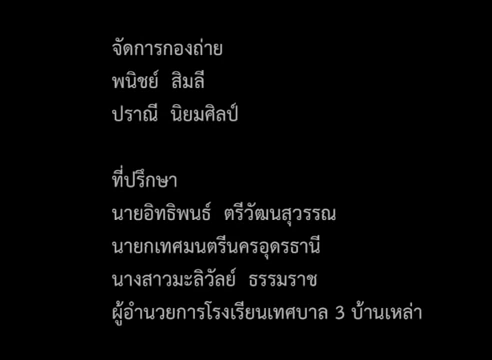 จัดการกองถ่าย
พนิชย์ สิมลี
ปราณี นิยมศิลป์
ที่ปรึกษา
นายอิทธิพนธ์ ตรีวัฒนสุวรรณ
นายกเทศมนตรีนครอุดรธานี
นางสาวมะลิวัลย์ ธรรมราช
ผู้อำนวยการโรงเรียนเทศบาล 3 บ้านเหล่า